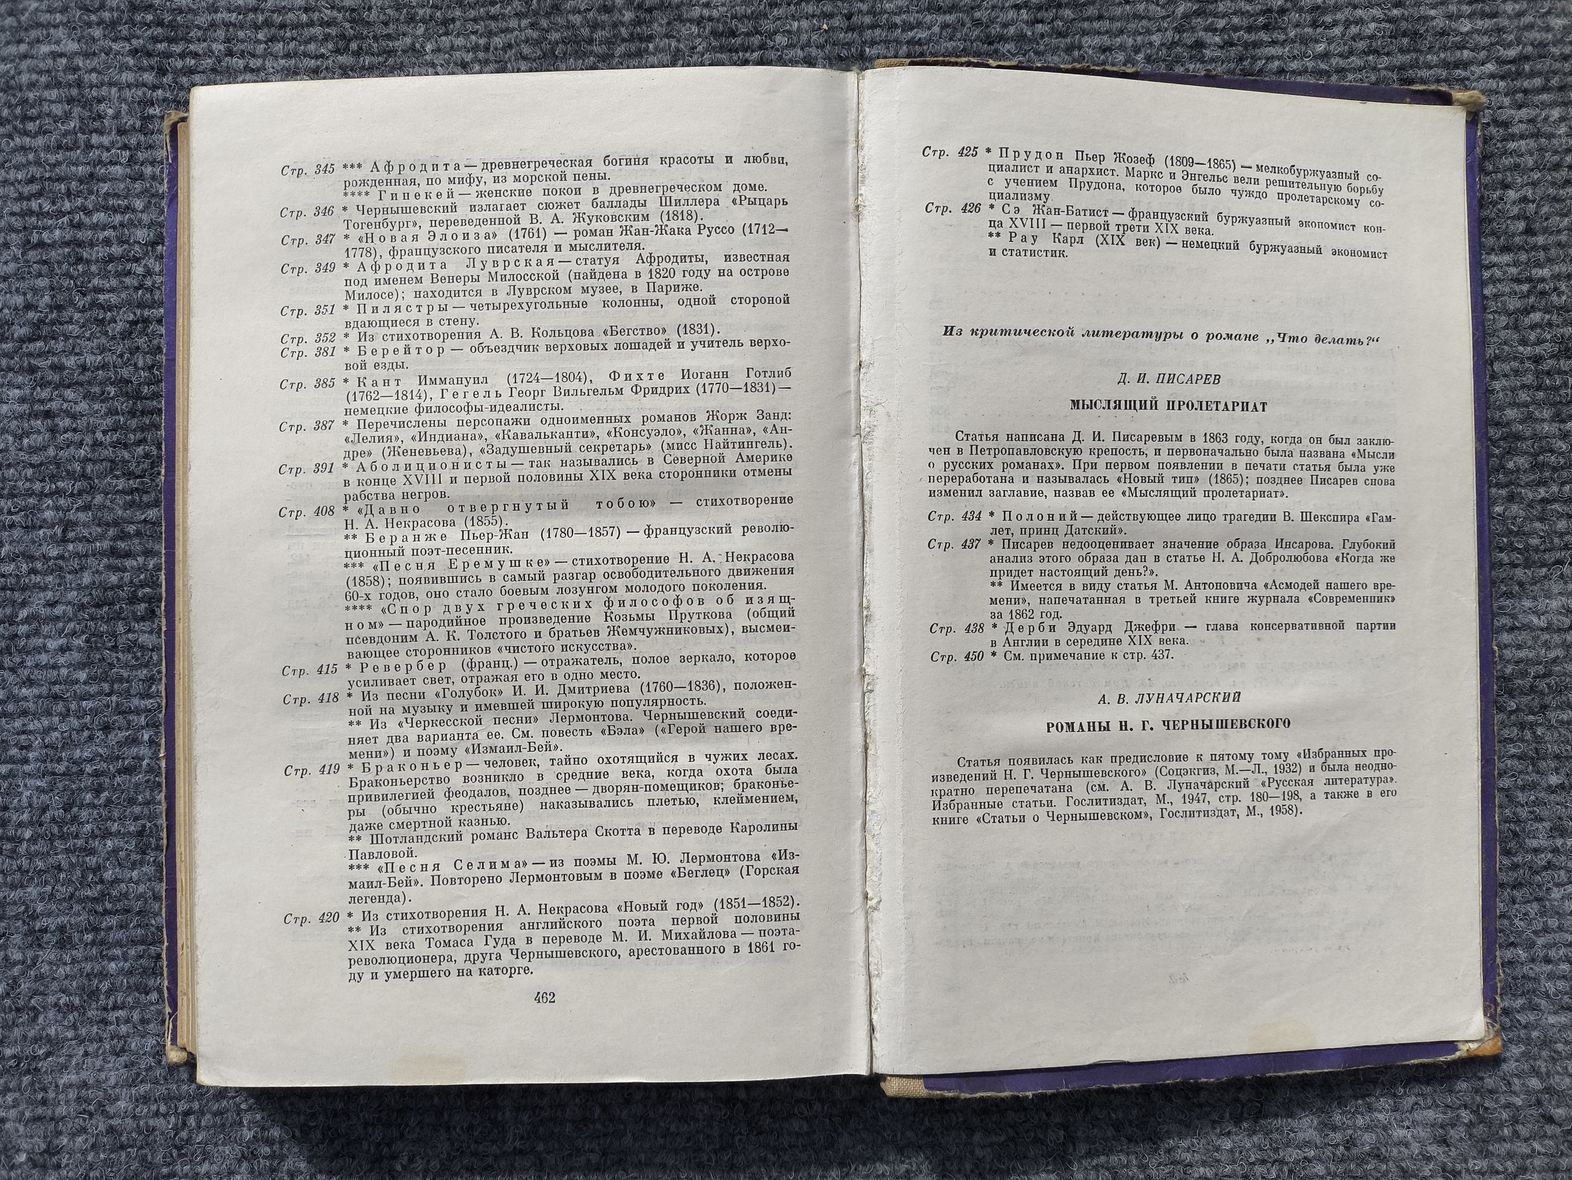 Стр. 345 *** Афродита — древнегреческая богиня красоты и любви,
рожденная, по мифу, из морской пены.
**** Гинекей — женские покои в древнегреческом доме.
Стр. 346 * Чернышевский излагает сюжет баллады Шиллера «Рыцарь
Тогенбург», переведенной В. А. Жуковским (1818).
Стр. 347 * «Новая Элоиза» (1761) — роман Жан-Жака Руссо (1712—
1778), французского писателя и мыслителя.
Стр. 349 * Афродита Луврская — статуя Афродиты, известная
под именем Венеры Милосской (найдена в 1820 году на острове
Милосе); находится в Луврском музее, в Париже.
Стр. 351 * Пилястры — четырехугольные колонны, одной стороной
вдающиеся в стену.
Стр. 352 * Из стихотворения А. В. Кольцова «Бегство» (1831).
Стр. 381 * Берейтор — объездчик верховых лошадей и учитель верхо-
вой езды.
Стр. 385 * Кант Иммануил (1724—1804), Фихте Иоганн Готлиб
(1762—1814), Гегель Георг Вильгельм Фридрих (1770—1831) —
немецкие философы-идеалисты.
Стр. 387 * Перечислены персонажи одноименных романов Жорж Занд:
«Лелия», «Индиана», «Кавальканти», «Консуэло», «Жанна», «Ан-
дре» (Женевьева), «Задушевный секретарь» (мисс Найтингель).
Стр. 391 * Аболиционисты — так назывались в Северной Америке
в конце XVIII и первой половины XIX века сторонники отмены
рабства негров.
Стр. 408 * «Давно отвергнутый тобою» — стихотворение
Н. А. Некрасова (1855).
** Беранже Пьер-Жан (1780—1857) — французский револю-
ционный поэт-песенник.
*** «Песня Еремушке» — стихотворение Н. А. Некрасова
(1858); появившись в самый разгар освободительного движения
60-х годов, оно стало боевым лозунгом молодого поколения.
**** «Спор двух греческих философов об изящ-
ном» — пародийное произведение Козьмы Пруткова (общий
псевдоним А. К. Толстого и братьев Жемчужниковых), высмеи-
вающее сторонников «чистого искусства».
Стр. 415 * Ревербер (франц.) — отражатель, полое зеркало, которое
усиливает свет, отражая его в одно место.
Стр. 418 * Из песни «Голубок» И. И. Дмитриева (1760—1836), положен-
ной на музыку и имевшей широкую популярность.
** Из «Черкесской песни» Лермонтова. Чернышевский соеди-
няет два варианта ее. См. повесть «Бэла» («Герой нашего вре-
мени») и поэму «Измаил-Бей».
Стр. 419 * Браконьер — человек, тайно охотящийся в чужих лесах.
Браконьерство возникло в средние века, когда охота была
привилегией феодалов, позднее — дворян-помещиков; браконье-
ры (обычно крестьяне) наказывались плетью, клеймением,
даже смертной казнью.
** Шотландский романс Вальтера Скотта в переводе Каролины
Павловой.
*** «Песня Селима» — из поэмы М. Ю. Лермонтова «Из-
маил-Бей». Повторено Лермонтовым в поэме «Беглец» (Горская
легенда).
Стр. 420 * Из стихотворения Н. А. Некрасова «Новый год» (1851—1852).
** Из стихотворения английского поэта первой половины
XIX века Томаса Гуда в переводе М. И. Михайлова — поэта-
революционера, друга Чернышевского, арестованного в 1861 го-
ду и умершего на каторге.
462
Стр. 425 * Прудон Пьер Жозеф (1809—1865) — мелкобуржуазный со-
циалист и анархист. Маркс и Энгельс вели решительную борьбу
с учением Прудона, которое было чуждо пролетарскому со-
циализму
Стр. 426 * Сэ Жан-Батист — французский буржуазный экономист кон-
ца XVIII — первой трети XIX века.
** Рау Карл (XIX век) — немецкий буржуазный экономист
и статистик.
Из критической литературы о романе „Что делать?“
Д. И. ПИСАРЕВ
МЫСЛЯЩИЙ ПРОЛЕТАРИАТ
Статья написана Д. И. Писаревым в 1863 году, когда он был заклю-
чен в Петропавловскую крепость, и первоначально была названа «Мысли
о русских романах». При первом появлении в печати статья была уже
переработана и называлась «Новый тип» (1865); позднее Писарев снова
изменил заглавие, назвав ее «Мыслящий пролетариат».
Стр. 434 * Полоний — действующее лицо трагедии В. Шекспира «Гам-
лет, принц Датский».
Стр. 437 * Писарев недооценивает значение образа Инсарова. Глубокий
анализ этого образа дан в статье Н. А. Добролюбова «Когда же
придет настоящий день?».
** Имеется в виду статья М. Антоновича «Асмодей нашего вре-
мени», напечатанная в третьей книге журнала «Современник»
за 1862 год.
Стр. 438 * Дерби Эдуард Джефри — глава консервативной партии
в Англии в середине XIX века.
Стр. 450 * См. примечание к стр. 437.
А. В. ЛУНАЧАРСКИЙ
РОМАНЫ Н. Г. ЧЕРНЫШЕВСКОГО
Статья появилась как предисловие к пятому тому «Избранных про-
изведений Н. Г. Чернышевского» (Соцэкгиз, М.—Л., 1932) и была неодно-
кратно перепечатана (см. А. В. Луначарский «Русская литература».
Избранные статьи. Гослитиздат, М., 1947, стр. 180—198, а также в его
книге «Статьи о Чернышевском», Гослитиздат, М., 1958).